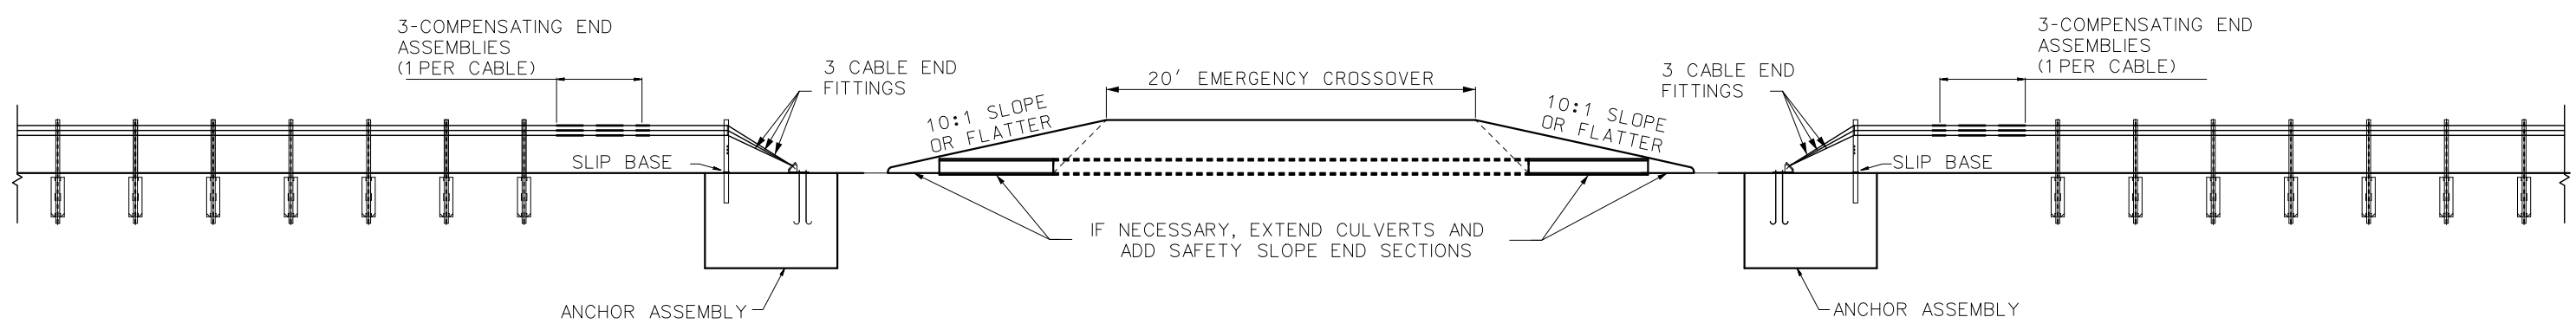 3-COMPENSATING END
ASSEMBLIES
(1 PER CABLE)
3 CABLE END
FITTINGS
10:1 SLOPE
OR FLATTER
20' EMERGENCY CROSSOVER
10:1 SLOPE
OR FLATTER
3 CABLE END
FITTINGS
3-COMPENSATING END
ASSEMBLIES
(1 PER CABLE)
SLIP BASE
SLIP BASE
IF NECESSARY, EXTEND CULVERTS AND
ADD SAFETY SLOPE END SECTIONS
ANCHOR ASSEMBLY
ANCHOR ASSEMBLY